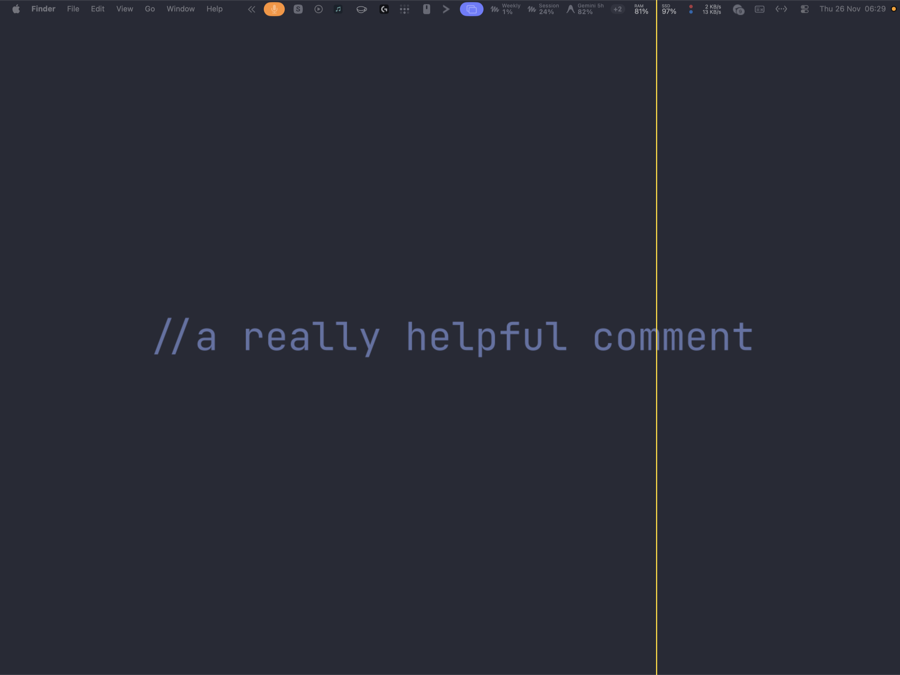 Finder File Edit View Go Window Help Weekly 1% Session 24% Gemini 5h 82% +2 RAM 81% SSD 97% 2 KB/s 13 KB/s Thu 26 Nov 06:29
//a really helpful comment